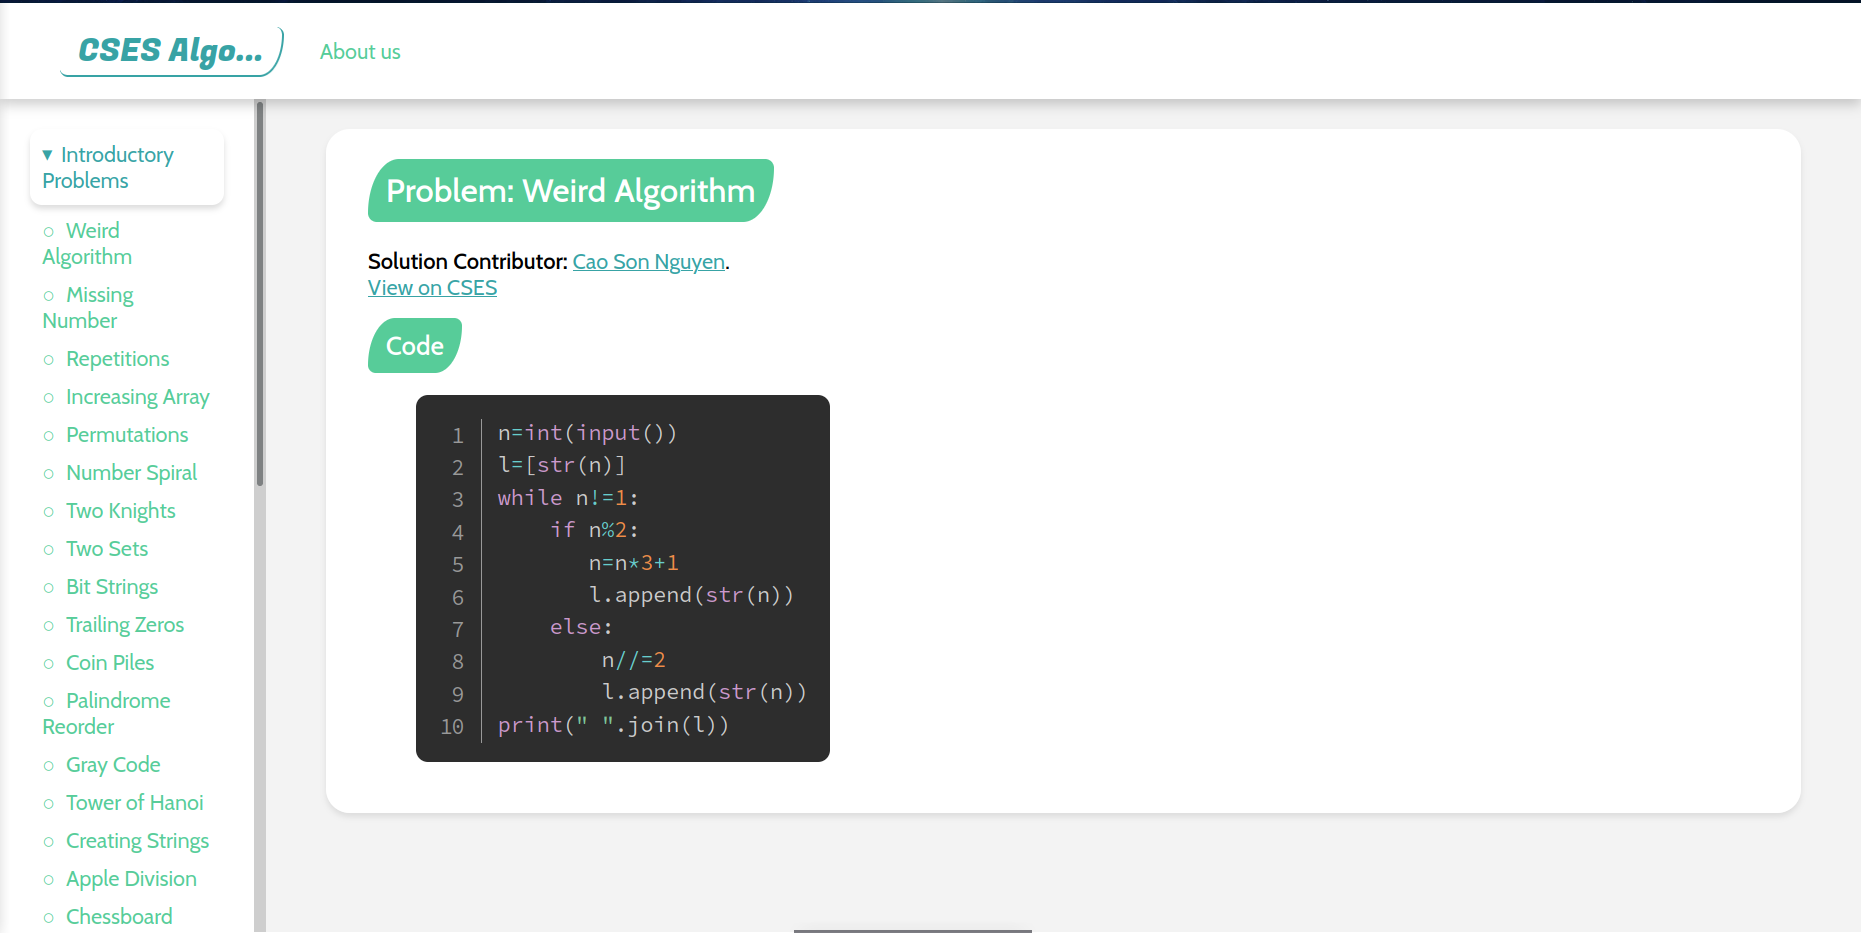 CSES Algo...
About us
▼ Introductory
Problems
○ Weird
Algorithm
○ Missing
Number
○ Repetitions
○ Increasing Array
○ Permutations
○ Number Spiral
○ Two Knights
○ Two Sets
○ Bit Strings
○ Trailing Zeros
○ Coin Piles
○ Palindrome
Reorder
○ Gray Code
○ Tower of Hanoi
○ Creating Strings
○ Apple Division
○ Chessboard
Problem: Weird Algorithm
Solution Contributor: Cao Son Nguyen.
View on CSES
Code
1 n=int(input())
2 l=[str(n)]
3 while n!=1:
4     if n%2:
5        n=n*3+1
6        l.append(str(n))
7     else:
8         n//=2
9         l.append(str(n))
10 print(" ".join(l))